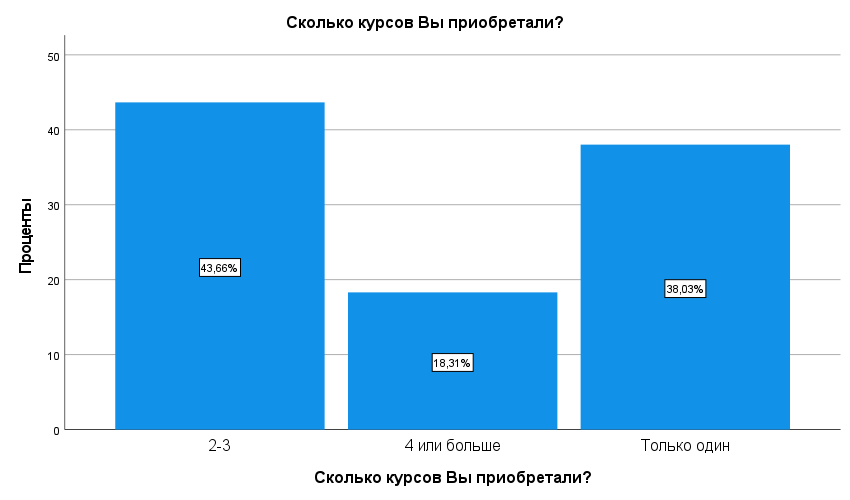 Сколько курсов Вы приобретали?
Проценты
50
40
30
20
10
0
43,66%
18,31%
38,03%
2-3
4 или больше
Только один
Сколько курсов Вы приобретали?